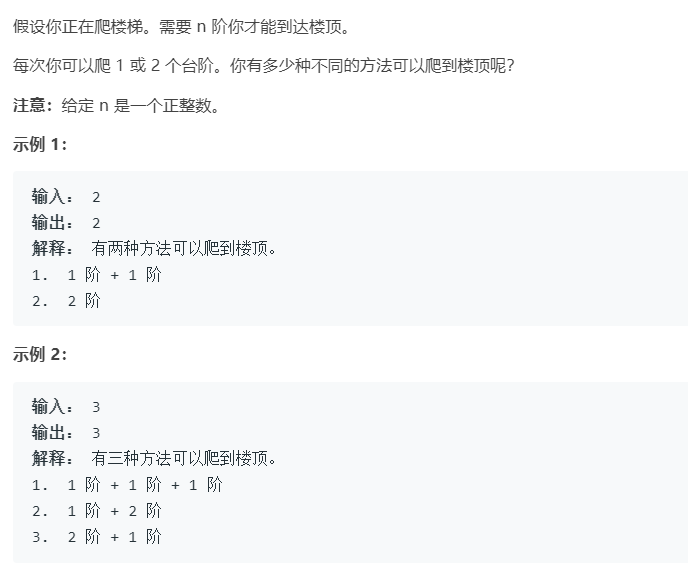 假设你正在爬楼梯。需要 n 阶你才能到达楼顶。
每次你可以爬 1 或 2 个台阶。你有多少种不同的方法可以爬到楼顶呢？
注意：给定 n 是一个正整数。
示例 1：
输入： 2
输出： 2
解释： 有两种方法可以爬到楼顶。
1. 1 阶 + 1 阶
2. 2 阶
示例 2：
输入： 3
输出： 3
解释： 有三种方法可以爬到楼顶。
1. 1 阶 + 1 阶 + 1 阶
2. 1 阶 + 2 阶
3. 2 阶 + 1 阶